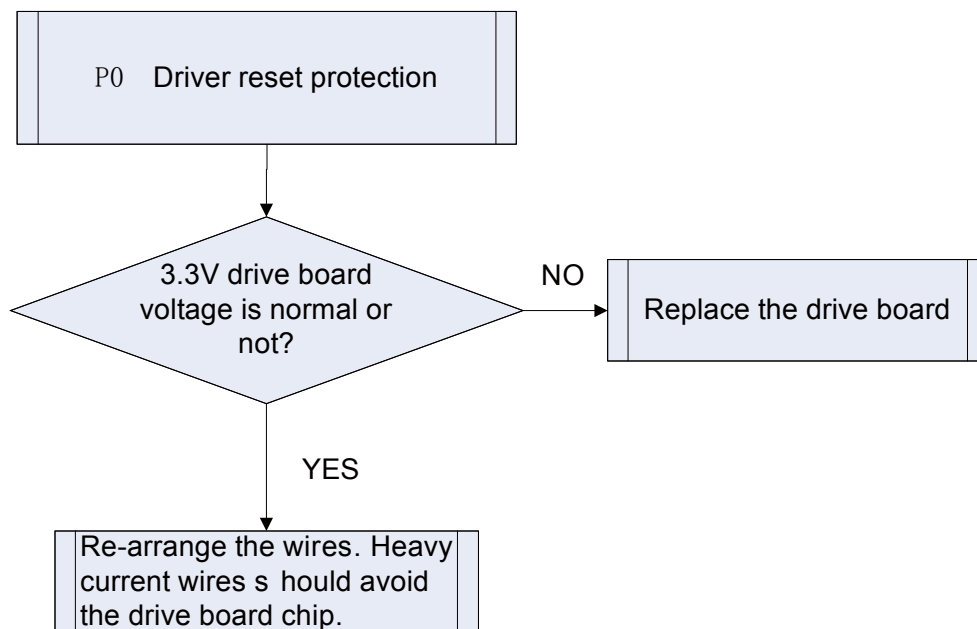 P0 Driver reset protection
3.3V drive board
voltage is normal or
not?
NO
Replace the drive board
YES
Re-arrange the wires. Heavy
current wires s hould avoid
the drive board chip.